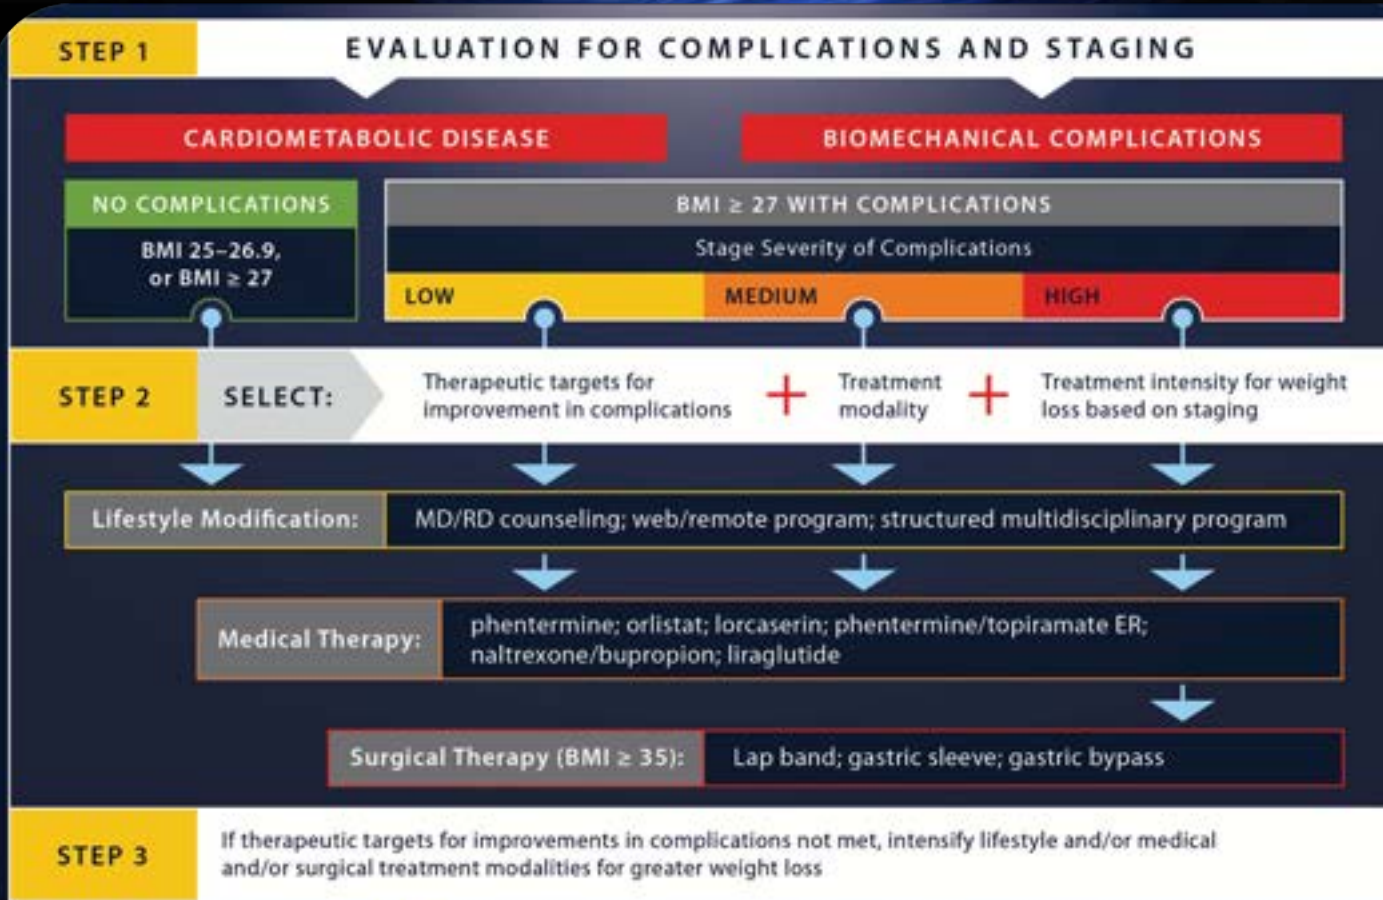 STEP 1
EVALUATION FOR COMPLICATIONS AND STAGING
CARDIOMETABOLIC DISEASE
BIOMECHANICAL COMPLICATIONS
NO COMPLICATIONS
BMI 25–26.9,
or BMI ≥ 27
BMI ≥ 27 WITH COMPLICATIONS
Stage Severity of Complications
LOW
MEDIUM
HIGH
STEP 2
SELECT:
Therapeutic targets for
improvement in complications
+
Treatment
modality
+
Treatment intensity for weight
loss based on staging
Lifestyle Modification:
MD/RD counseling; web/remote program; structured multidisciplinary program
Medical Therapy:
phentermine; orlistat; lorcaserin; phentermine/topiramate ER;
naltrexone/bupropion; liraglutide
Surgical Therapy (BMI ≥ 35):
Lap band; gastric sleeve; gastric bypass
STEP 3
If therapeutic targets for improvements in complications not met, intensify lifestyle and/or medical
and/or surgical treatment modalities for greater weight loss